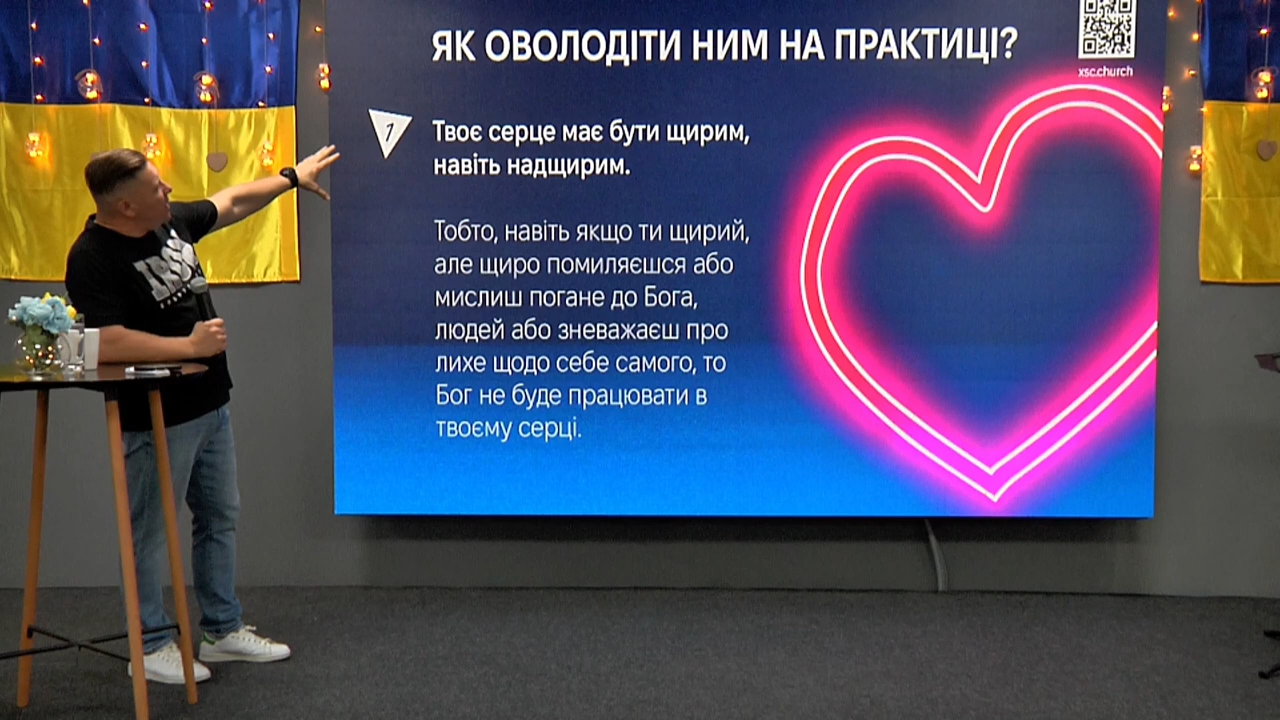 ЯК ОВОЛОДІТИ НИМ НА ПРАКТИЦІ?
xsc.church
1
Твоє серце має бути щирим,
навіть надщирим.
Тобто, навіть якщо ти щирий,
але щиро помиляєшся або
мислиш погане до Бога,
людей або зневажаєш про
лихе щодо себе самого, то
Бог не буде працювати в
твоєму серці.